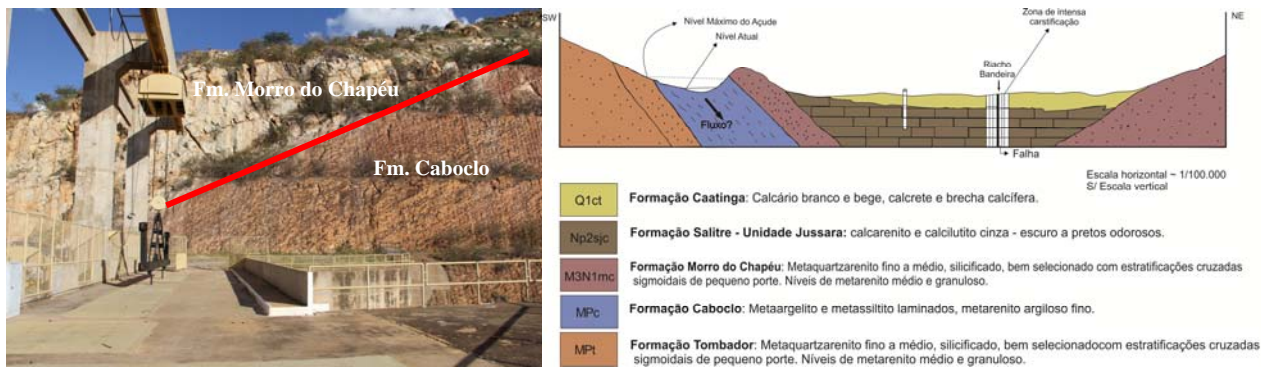 Fm. Morro do Chapéu
Fm. Caboclo
SW
NE
Nível Máximo do Açude
Nível Atual
Zona de intensa
carstificação
Riacho
Bandeira
Fluxo?
Falha
Escala horizontal ~ 1/100.000
S/ Escala vertical
Q1ct
Formação Caatinga: Calcário branco e bege, calcrete e brecha calcífera.
Np2sjc
Formação Salitre - Unidade Jussara: calcarenito e calcilutito cinza - escuro a pretos odorosos.
M3N1mc
Formação Morro do Chapéu: Metaquartzarenito fino a médio, silicificado, bem selecionado com estratificações cruzadas
sigmoidais de pequeno porte. Níveis de metarenito médio e granuloso.
MPc
Formação Caboclo: Metaargelito e metassiltito laminados, metarenito argiloso fino.
MPt
Formação Tombador: Metaquartzarenito fino a médio, silicificado, bem selecionadocom estratificações cruzadas
sigmoidais de pequeno porte. Níveis de metarenito médio e granuloso.